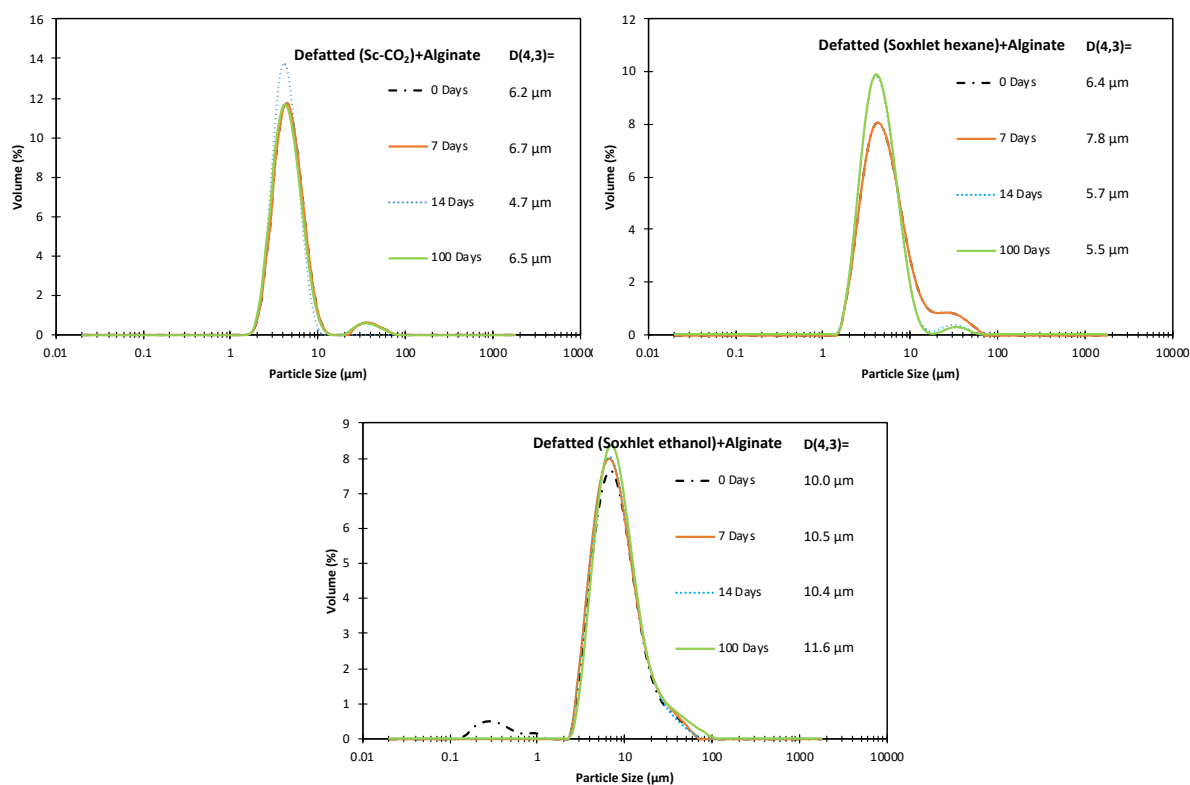 Defatted (Sc-CO₂)+Alginate D(4,3)=
0 Days 6.2 µm
7 Days 6.7 µm
14 Days 4.7 µm
100 Days 6.5 µm
16
14
12
10
8
6
4
2
0
Volume (%)
0.01 0.1 1 10 100 1000 1000
Particle Size (µm)
Defatted (Soxhlet hexane)+Alginate D(4,3)=
0 Days 6.4 µm
7 Days 7.8 µm
14 Days 5.7 µm
100 Days 5.5 µm
12
10
8
6
4
2
0
Volume (%)
0.01 0.1 1 10 100 1000 10000
Particle Size (µm)
Defatted (Soxhlet ethanol)+Alginate D(4,3)=
0 Days 10.0 µm
7 Days 10.5 µm
14 Days 10.4 µm
100 Days 11.6 µm
9
8
7
6
5
4
3
2
1
0
Volume (%)
0.01 0.1 1 10 100 1000 10000
Particle Size (µm)